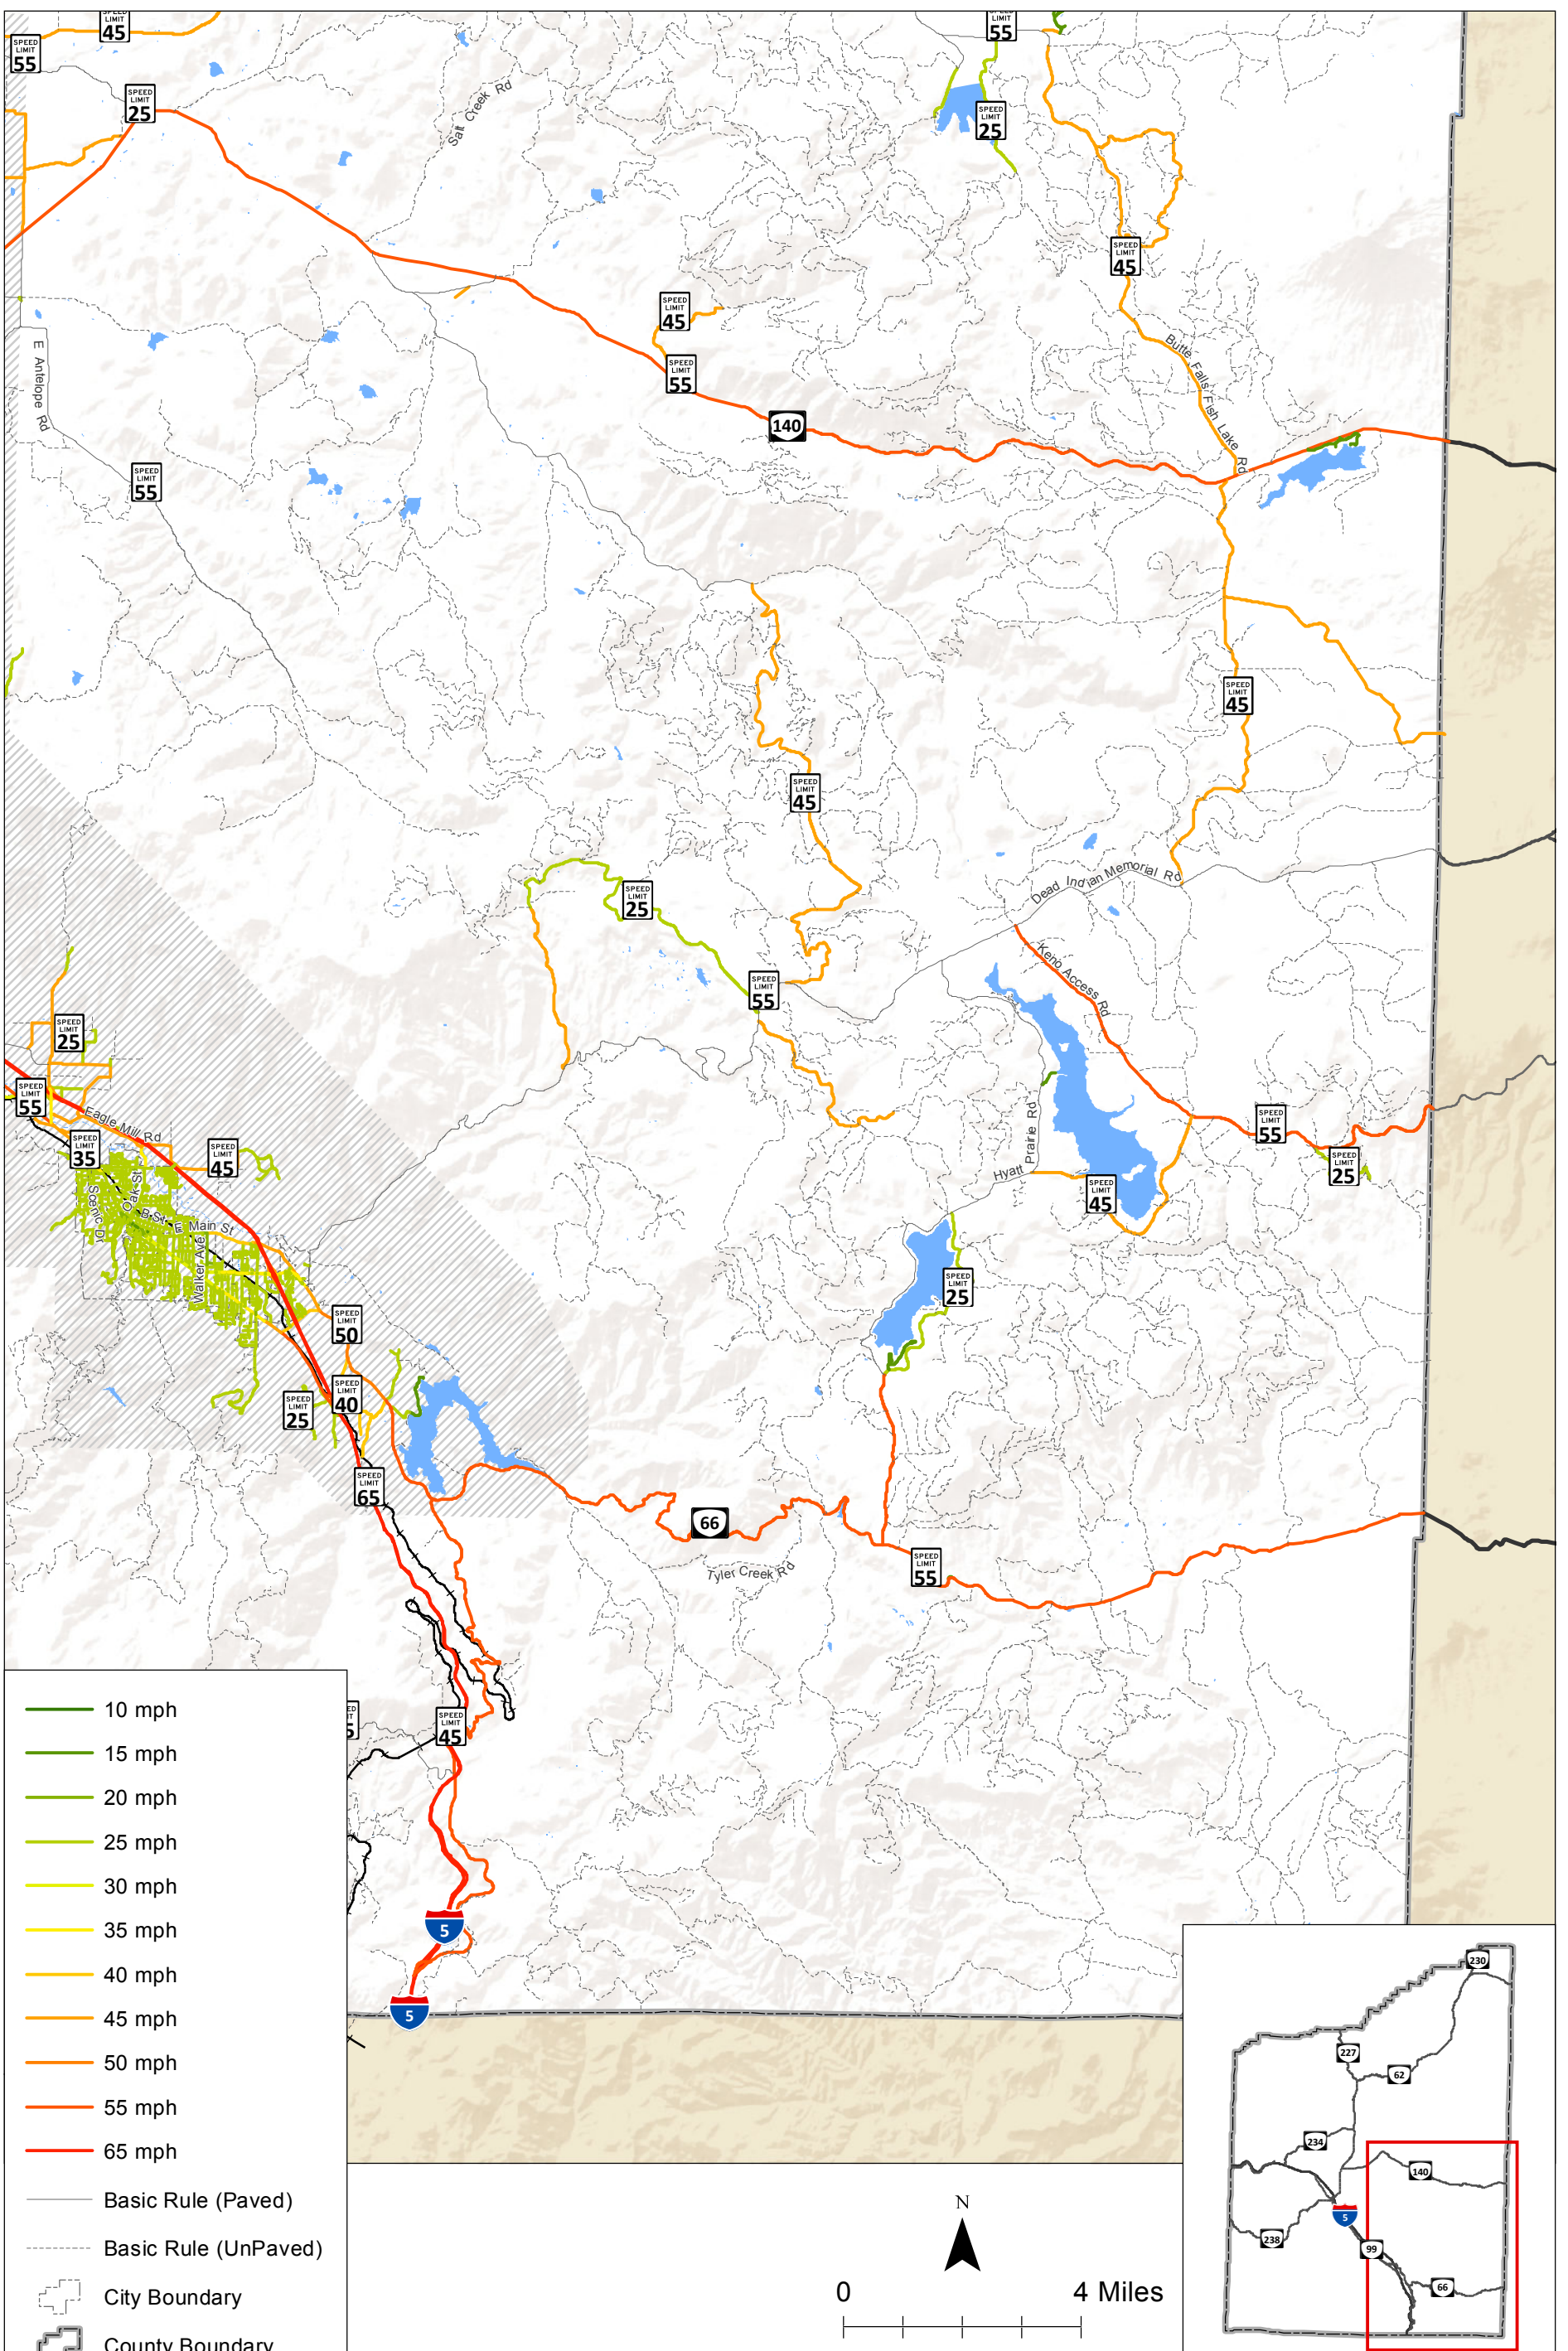 SPEED
LIMIT
45
SPEED
LIMIT
55
SPEED
LIMIT
55
SPEED
LIMIT
25
Salt Creek Rd
SPEED
LIMIT
25
SPEED
LIMIT
45
SPEED
LIMIT
45
E Antelope Rd
Butte Falls Fish Lake Rd
SPEED
LIMIT
55
140
SPEED
LIMIT
55
SPEED
LIMIT
45
SPEED
LIMIT
45
Dead Indian Memorial Rd
SPEED
LIMIT
25
Keno Access Rd
SPEED
LIMIT
55
SPEED
LIMIT
25
SPEED
LIMIT
55
Eagle Mill Rd
SPEED
LIMIT
35
SPEED
LIMIT
45
SPEED
LIMIT
55
SPEED
LIMIT
25
Hyatt Prairie Rd
SPEED
LIMIT
45
Scenic Dr
Oak St
B St
E Main St
Walker Ave
SPEED
LIMIT
25
SPEED
LIMIT
50
SPEED
LIMIT
40
SPEED
LIMIT
25
SPEED
LIMIT
65
66
Tyler Creek Rd
SPEED
LIMIT
55
SPEED
LIMIT
45
5
5
10 mph
15 mph
20 mph
25 mph
30 mph
35 mph
40 mph
45 mph
50 mph
55 mph
65 mph
Basic Rule (Paved)
Basic Rule (UnPaved)
City Boundary
County Boundary
N
0 4 Miles
230
227
62
234
140
5
238
99
66